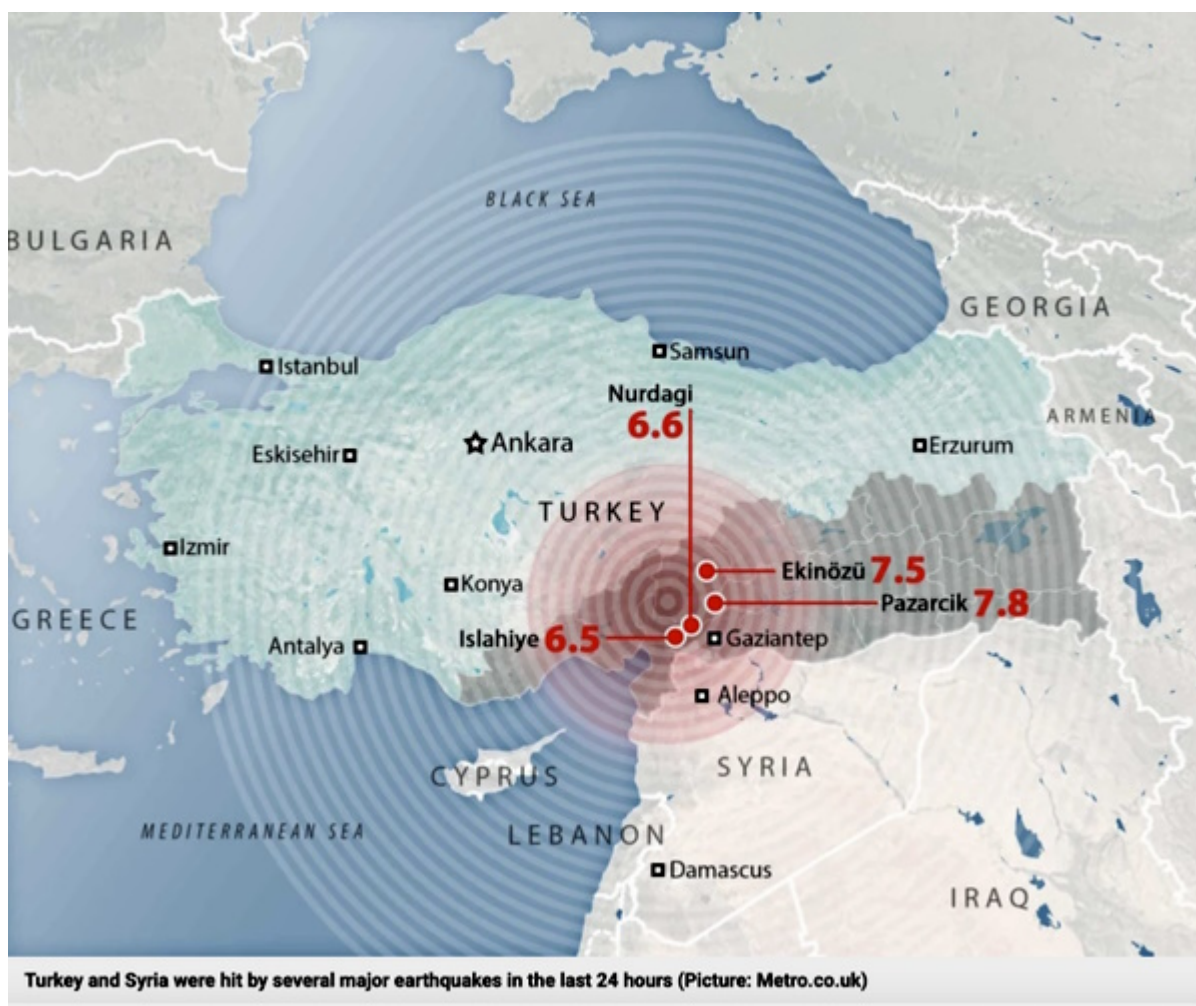 BLACK SEA
BULGARIA
GEORGIA
Istanbul
Samsun
Nurdagi
6.6
ARMENIA
Eskisehir
Ankara
Erzurum
TURKEY
Izmir
Ekinözü 7.5
Konya
Pazarcik 7.8
GREECE
Islahiye 6.5
Gaziantep
Antalya
Aleppo
CYPRUS
SYRIA
MEDITERRANEAN SEA
LEBANON
Damascus
IRAQ
Turkey and Syria were hit by several major earthquakes in the last 24 hours (Picture: Metro.co.uk)